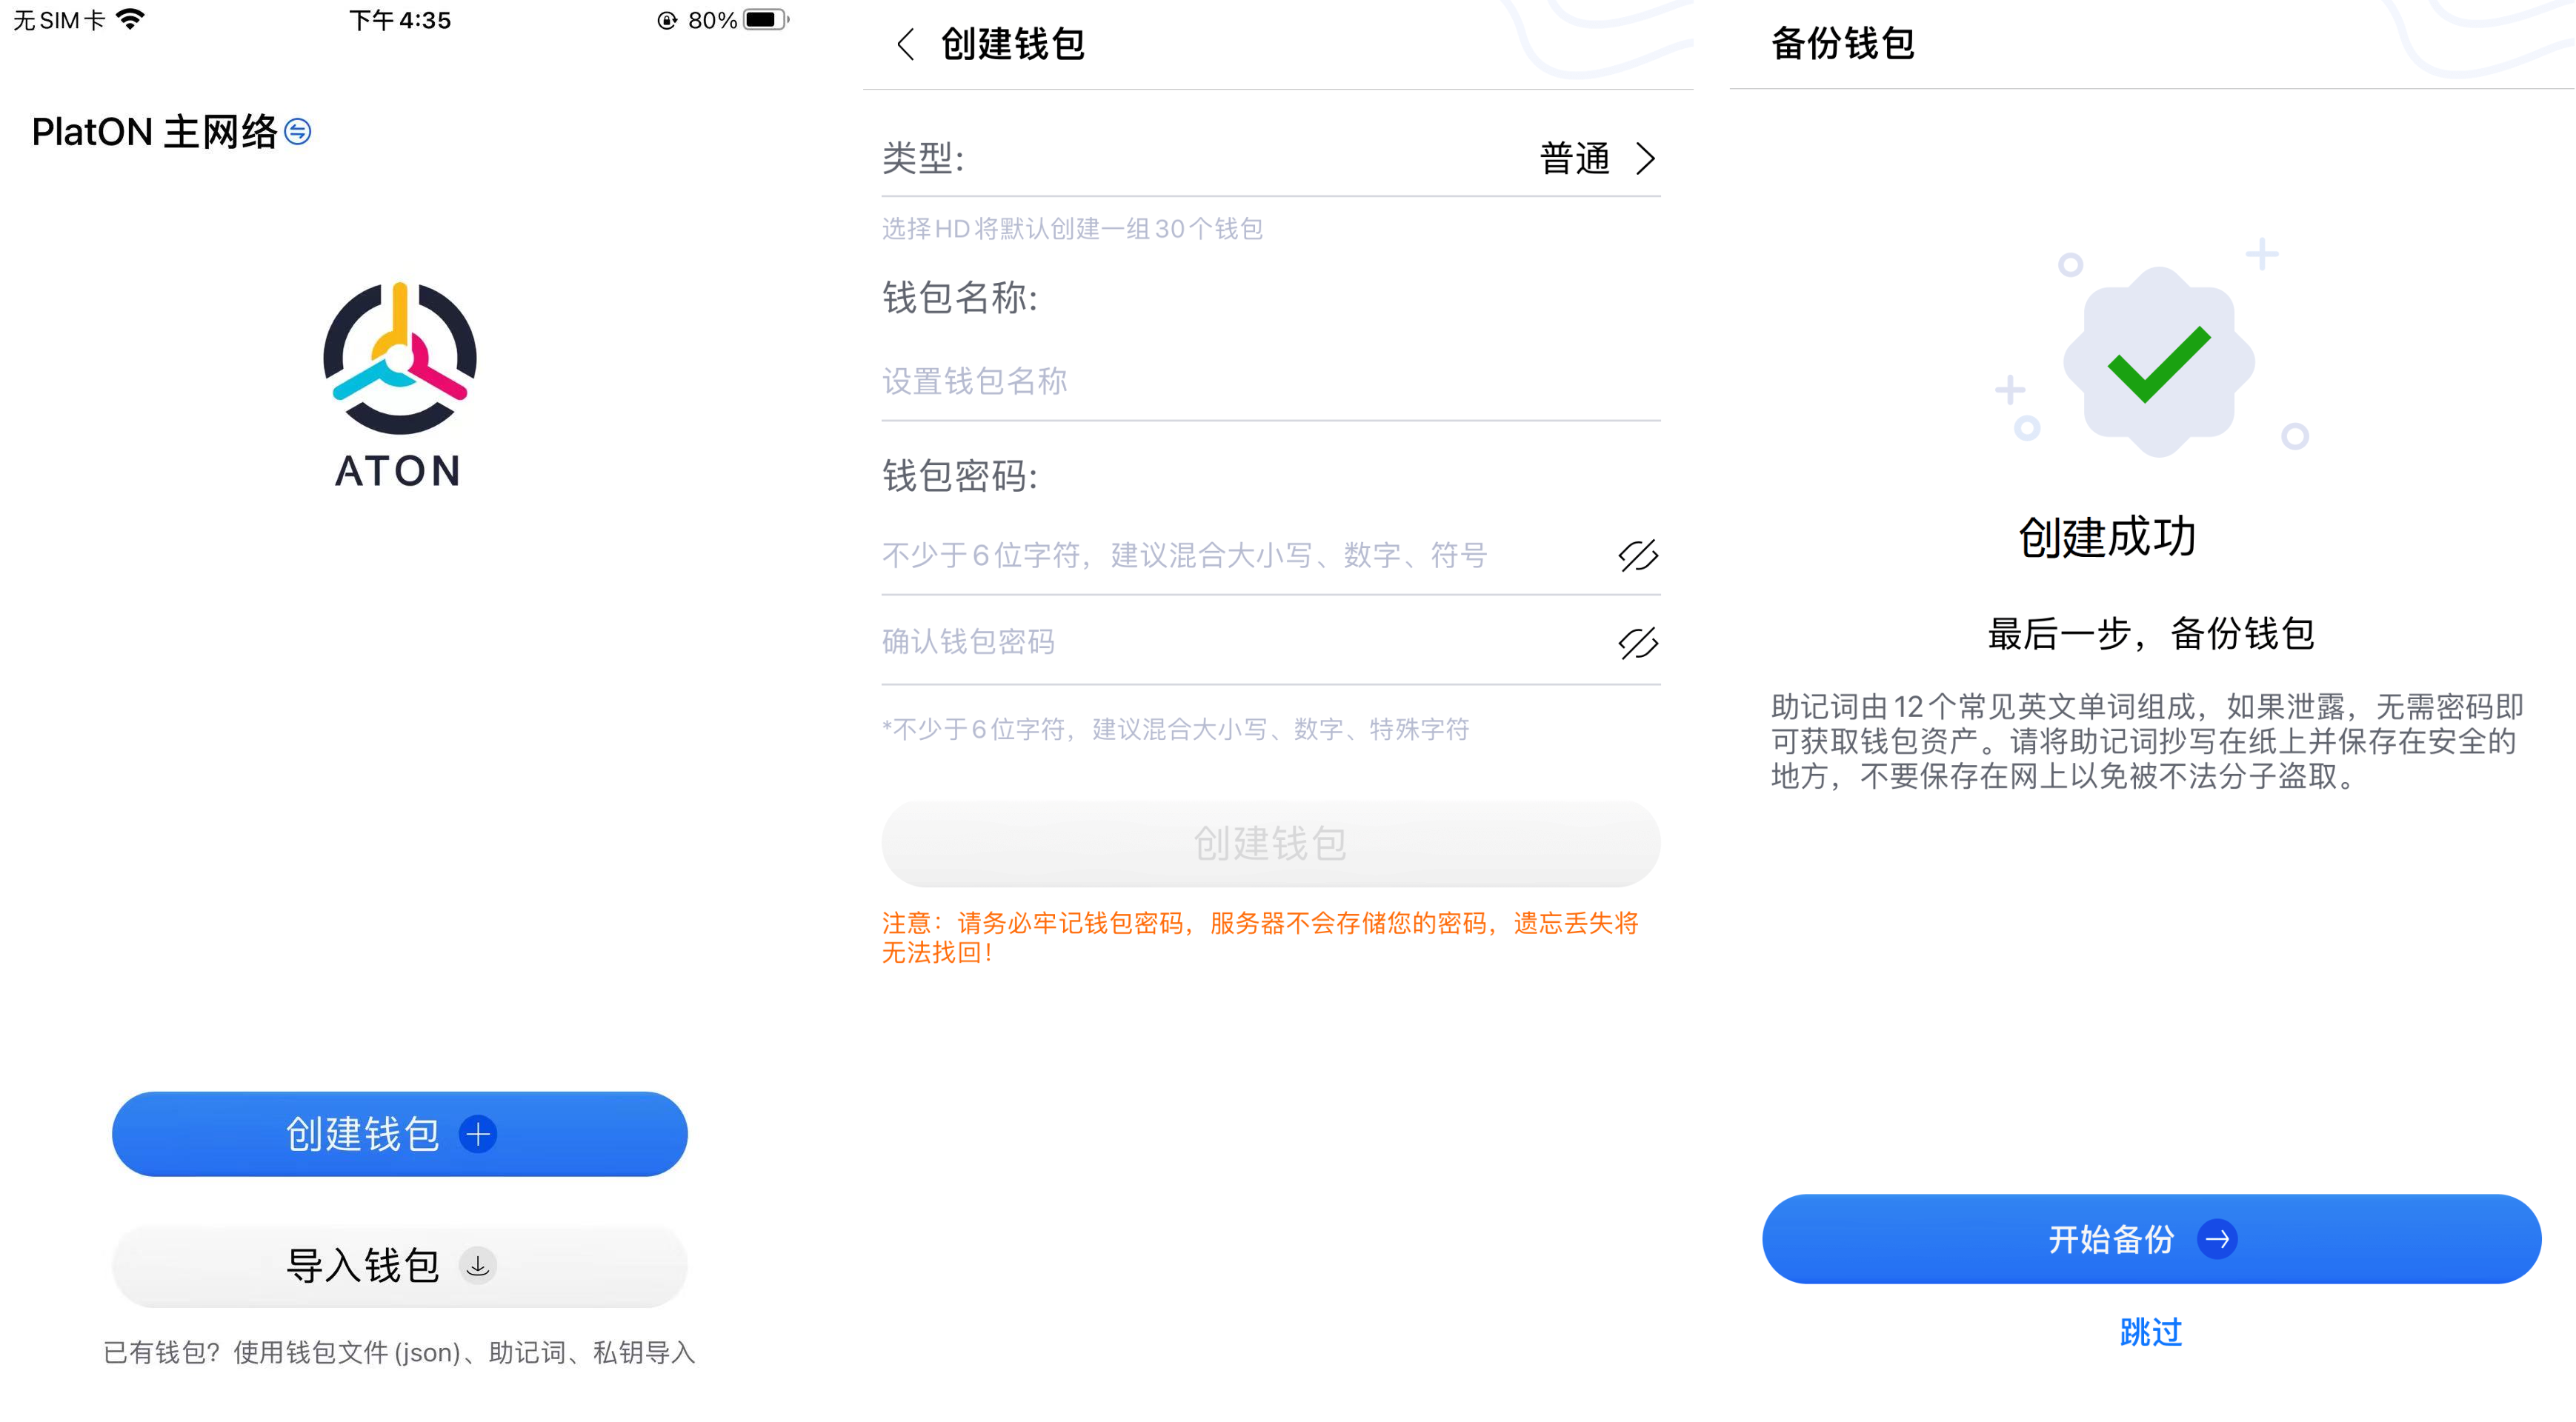 无SIM卡
下午4:35
80%
PlatON 主网络
ATON
创建钱包
导入钱包
已有钱包？使用钱包文件(json)、助记词、私钥导入
创建钱包
类型:
普通
选择HD将默认创建一组30个钱包
钱包名称:
设置钱包名称
钱包密码:
不少于6位字符，建议混合大小写、数字、符号
确认钱包密码
*不少于6位字符，建议混合大小写、数字、特殊字符
创建钱包
注意：请务必牢记钱包密码，服务器不会存储您的密码，遗忘丢失将
无法找回！
备份钱包
创建成功
最后一步，备份钱包
助记词由12个常见英文单词组成，如果泄露，无需密码即
可获取钱包资产。请将助记词抄写在纸上并保存在安全的
地方，不要保存在网上以免被不法分子盗取。
开始备份
跳过